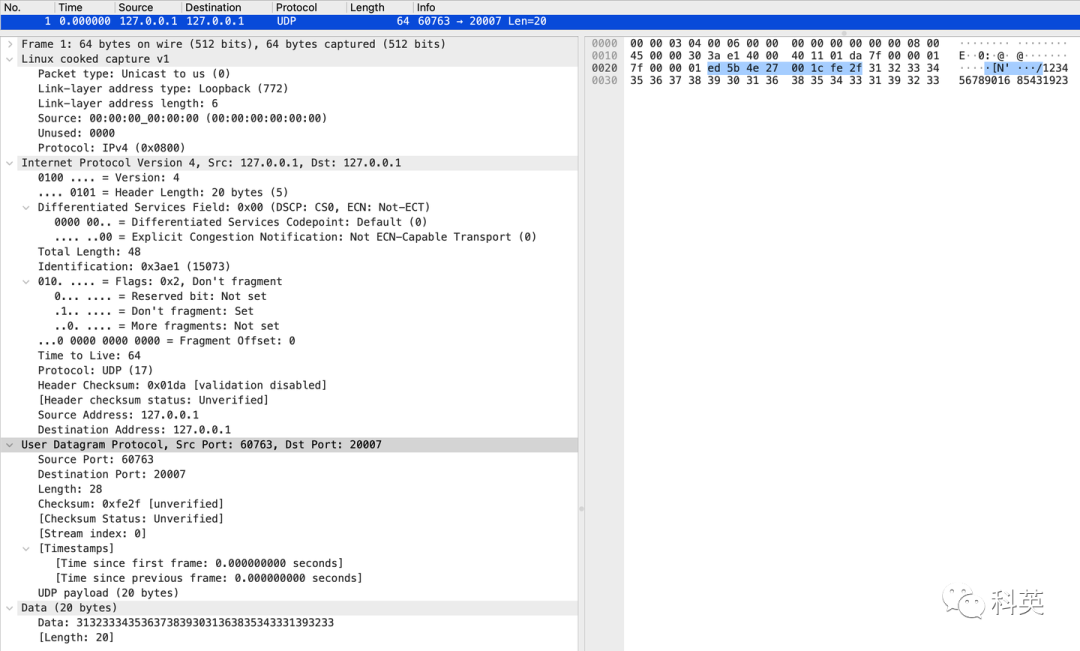 No. Time Source Destination Protocol Length Info
1 0.000000 127.0.0.1 127.0.0.1 UDP 64 60763 → 20007 Len=20
Frame 1: 64 bytes on wire (512 bits), 64 bytes captured (512 bits)
Linux cooked capture v1
Packet type: Unicast to us (0)
Link-layer address type: Loopback (772)
Link-layer address length: 6
Source: 00:00:00_00:00:00 (00:00:00:00:00:00)
Unused: 0000
Protocol: IPv4 (0x0800)
Internet Protocol Version 4, Src: 127.0.0.1, Dst: 127.0.0.1
0100 .... = Version: 4
.... 0101 = Header Length: 20 bytes (5)
Differentiated Services Field: 0x00 (DSCP: CS0, ECN: Not-ECT)
0000 00.. = Differentiated Services Codepoint: Default (0)
.... ..00 = Explicit Congestion Notification: Not ECN-Capable Transport (0)
Total Length: 48
Identification: 0x3ae1 (15073)
010. .... = Flags: 0x2, Don't fragment
0... .... = Reserved bit: Not set
.1.. .... = Don't fragment: Set
..0. .... = More fragments: Not set
...0 0000 0000 0000 = Fragment Offset: 0
Time to Live: 64
Protocol: UDP (17)
Header Checksum: 0x01da [validation disabled]
[Header checksum status: Unverified]
Source Address: 127.0.0.1
Destination Address: 127.0.0.1
User Datagram Protocol, Src Port: 60763, Dst Port: 20007
Source Port: 60763
Destination Port: 20007
Length: 28
Checksum: 0xfe2f [unverified]
[Checksum Status: Unverified]
[Stream index: 0]
[Timestamps]
[Time since first frame: 0.000000000 seconds]
[Time since previous frame: 0.000000000 seconds]
UDP payload (20 bytes)
Data (20 bytes)
Data: 3132333435363738393031363835343331393233
[Length: 20]
0000 00 00 03 04 00 06 00 00 00 00 00 00 00 00 08 00 ········ ········
0010 45 00 00 30 3a e1 40 00 40 11 01 da 7f 00 00 01 E··0:·@· @·······
0020 7f 00 00 01 ed 5b 4e 27 00 1c fe 2f 31 32 33 34 ·····[N' ···/1234
0030 35 36 37 38 39 30 31 36 38 35 34 33 31 39 32 33 56789016 85431923
科英